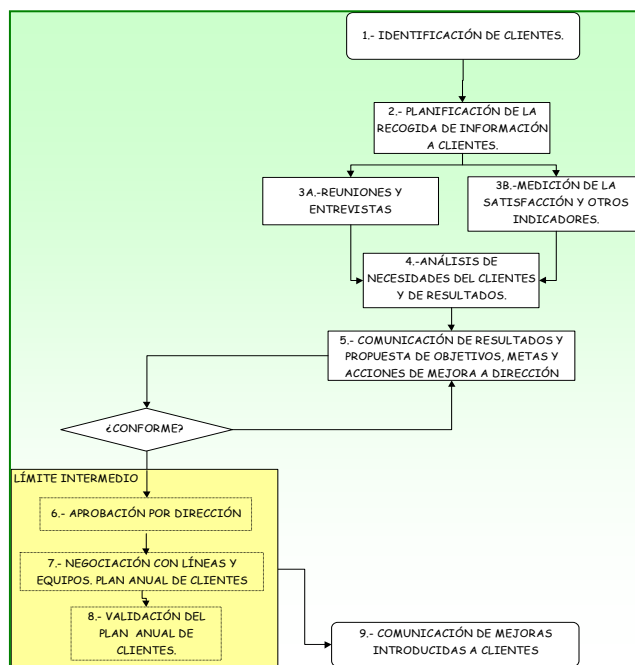 1.- IDENTIFICACIÓN DE CLIENTES.
2.- PLANIFICACIÓN DE LA
RECOGIDA DE INFORMACIÓN
A CLIENTES.
3A.-REUNIONES Y
ENTREVISTAS
3B.-MEDICIÓN DE LA
SATISFACCIÓN Y OTROS
INDICADORES.
4.-ANÁLISIS DE
NECESIDADES DEL CLIENTES
Y DE RESULTADOS.
5.- COMUNICACIÓN DE RESULTADOS Y
PROPUESTA DE OBJETIVOS, METAS Y
ACCIONES DE MEJORA A DIRECCIÓN
¿CONFORME?
LÍMITE INTERMEDIO
6.- APROBACIÓN POR DIRECCIÓN
7.- NEGOCIACIÓN CON LÍNEAS Y
EQUIPOS. PLAN ANUAL DE CLIENTES
8.- VALIDACIÓN DEL
PLAN ANUAL DE
CLIENTES.
9.- COMUNICACIÓN DE MEJORAS
INTRODUCIDAS A CLIENTES